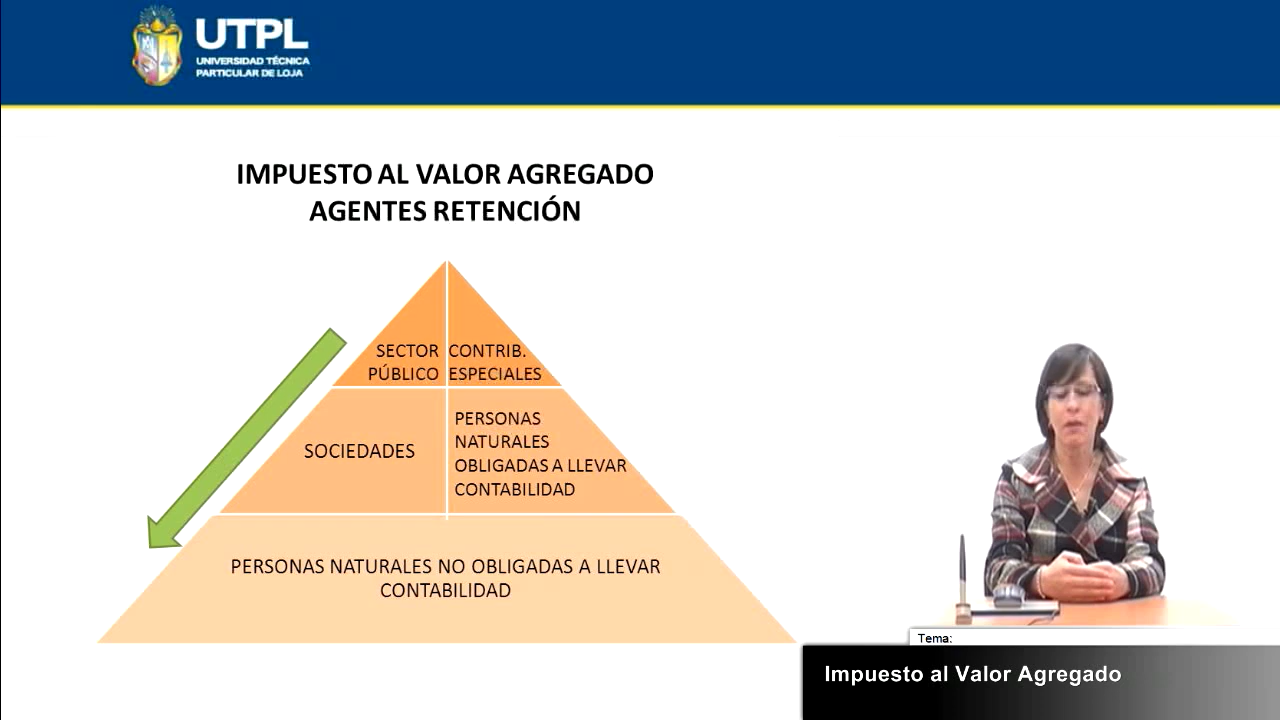 UTPL
UNIVERSIDAD TÉCNICA
PARTICULAR DE LOJA
IMPUESTO AL VALOR AGREGADO
AGENTES RETENCIÓN
SECTOR
PÚBLICO
CONTRIB.
ESPECIALES
SOCIEDADES
PERSONAS
NATURALES
OBLIGADAS A LLEVAR
CONTABILIDAD
PERSONAS NATURALES NO OBLIGADAS A LLEVAR
CONTABILIDAD
Tema:
Impuesto al Valor Agregado